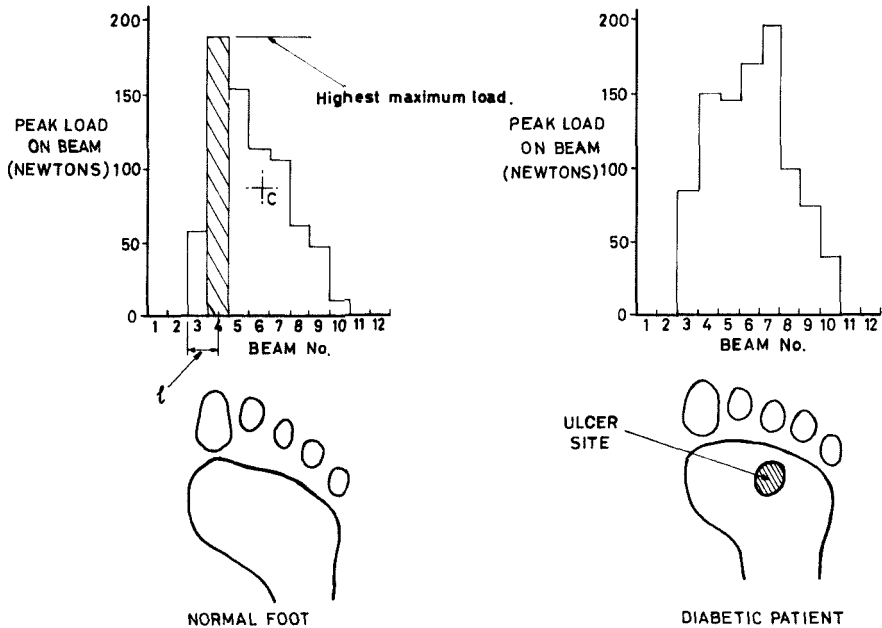 200
150
100
50
0
PEAK LOAD
ON BEAM
(NEWTONS)
Highest maximum load.
C
1 2 3 4 5 6 7 8 9 10 11 12
BEAM No.
ℓ
NORMAL FOOT
200
150
100
50
0
PEAK LOAD
ON BEAM
(NEWTONS)
1 2 3 4 5 6 7 8 9 10 11 12
BEAM No.
ULCER
SITE
DIABETIC PATIENT